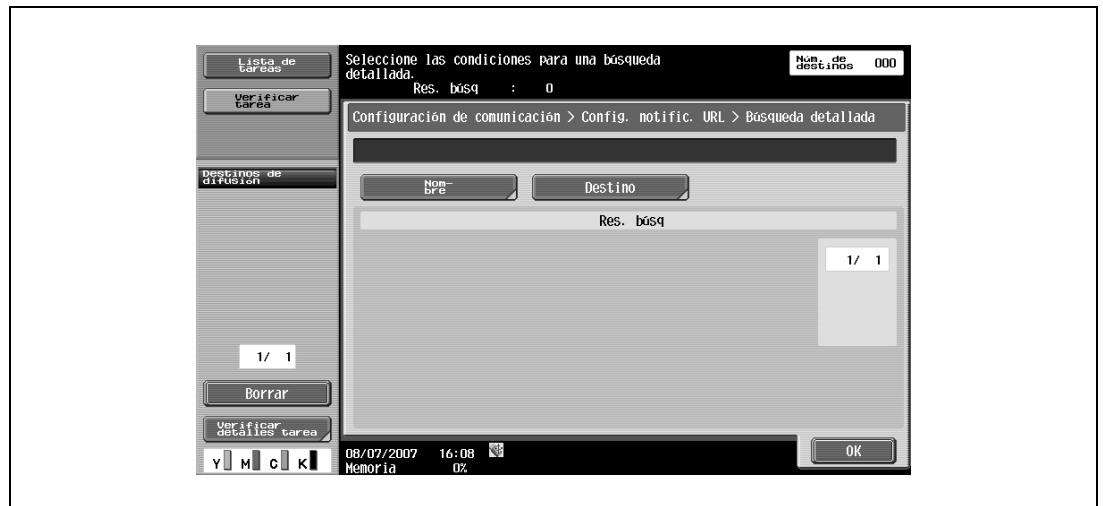 Lista de
tareas
Verificar
tarea
Destinos de
difusión
1/ 1
Borrar
Verificar
detalles tarea
Y M C K
Seleccione las condiciones para una búsqueda
detallada.
Res. búsq : 0
Núm. de
destinos 000
Configuración de comunicación > Config. notific. URL > Búsqueda detallada
Nom-
bre
Destino
Res. búsq
1/ 1
08/07/2007 16:08
Memoria 0%
OK